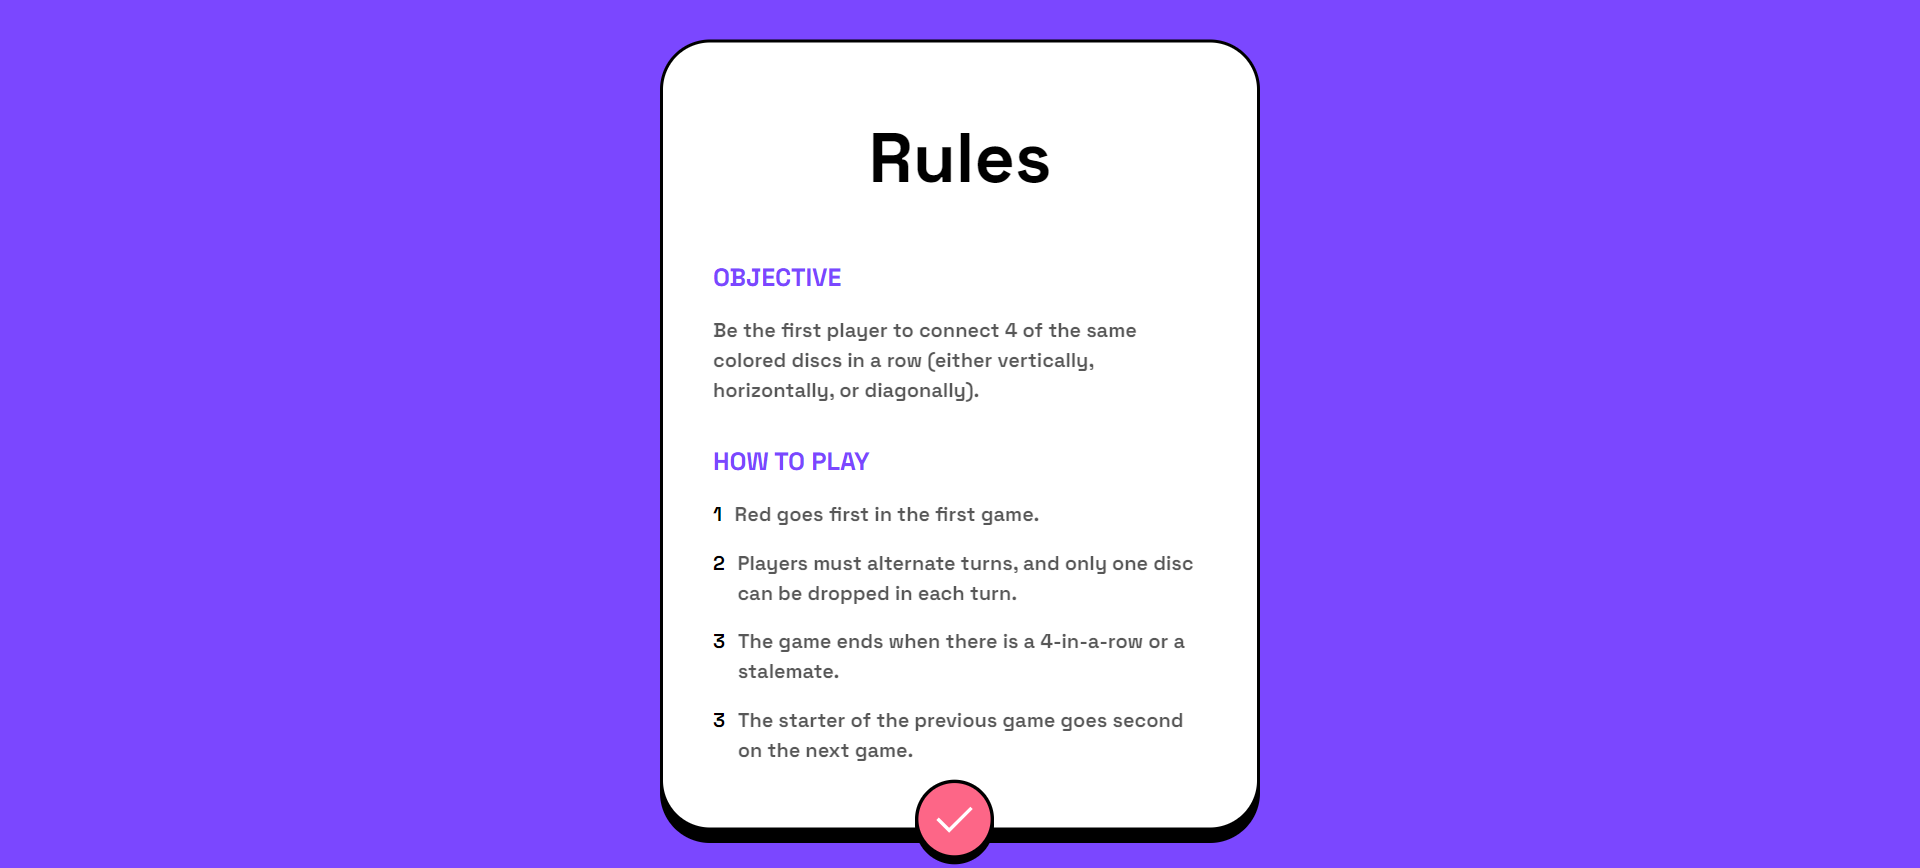 Rules
OBJECTIVE
Be the first player to connect 4 of the same
colored discs in a row (either vertically,
horizontally, or diagonally).
HOW TO PLAY
1 Red goes first in the first game.
2 Players must alternate turns, and only one disc
can be dropped in each turn.
3 The game ends when there is a 4-in-a-row or a
stalemate.
3 The starter of the previous game goes second
on the next game.